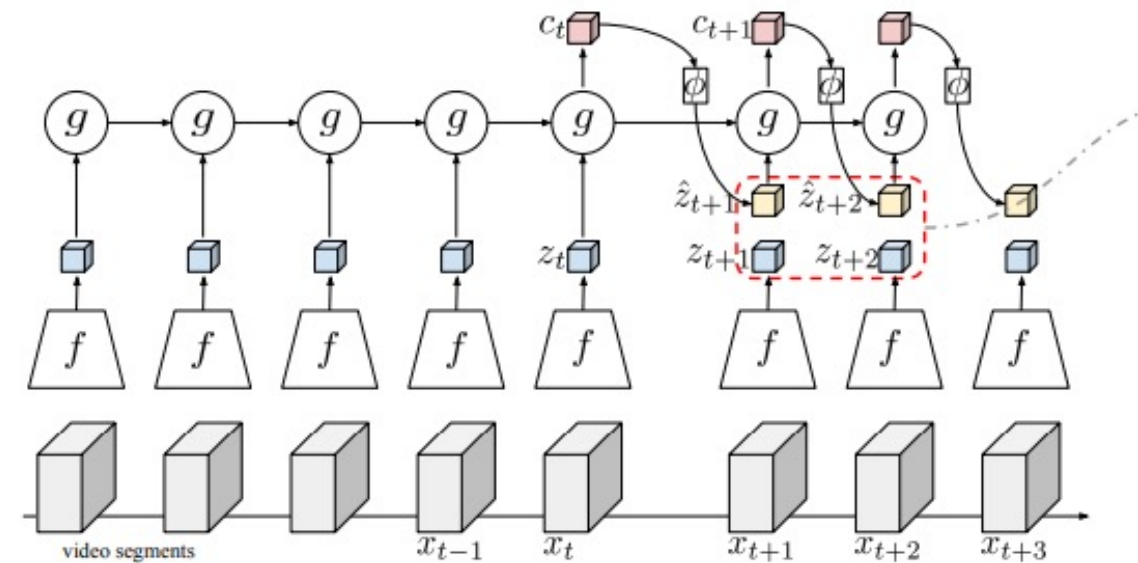 c_t c_{t+1}
ϕ ϕ ϕ
g g g g g g g
ẑ_{t+1} ẑ_{t+2}
z_t z_{t+1} z_{t+2}
f f f f f f f f
video segments x_{t−1} x_t x_{t+1} x_{t+2} x_{t+3}